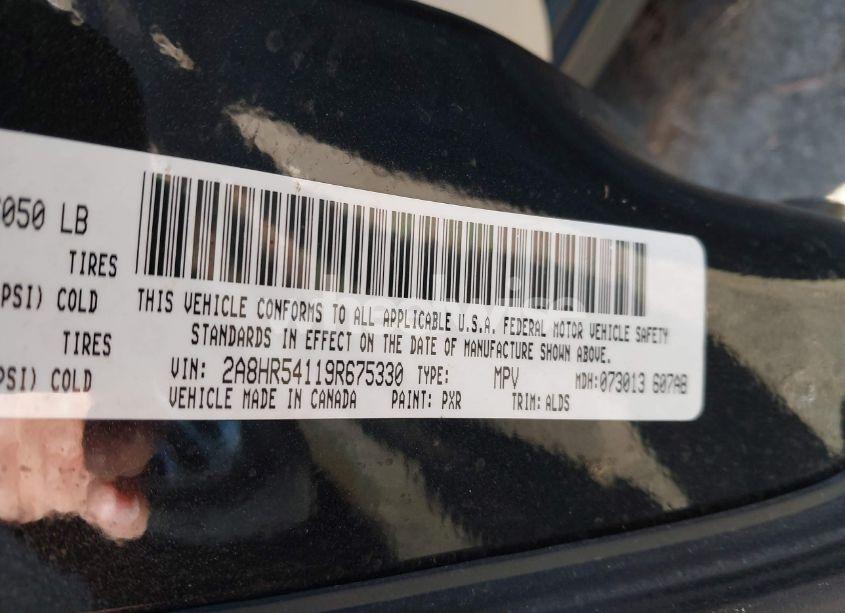 050 LB
TIRES
PSI) COLD
TIRES
PSI) COLD
THIS VEHICLE CONFORMS TO ALL APPLICABLE U.S.A. FEDERAL MOTOR VEHICLE SAFETY
STANDARDS IN EFFECT ON THE DATE OF MANUFACTURE SHOWN ABOVE.
VIN: 2A8HR54119R675330 TYPE: MPV MDH:073013 607AB
VEHICLE MADE IN CANADA PAINT: PXR TRIM: ALDS